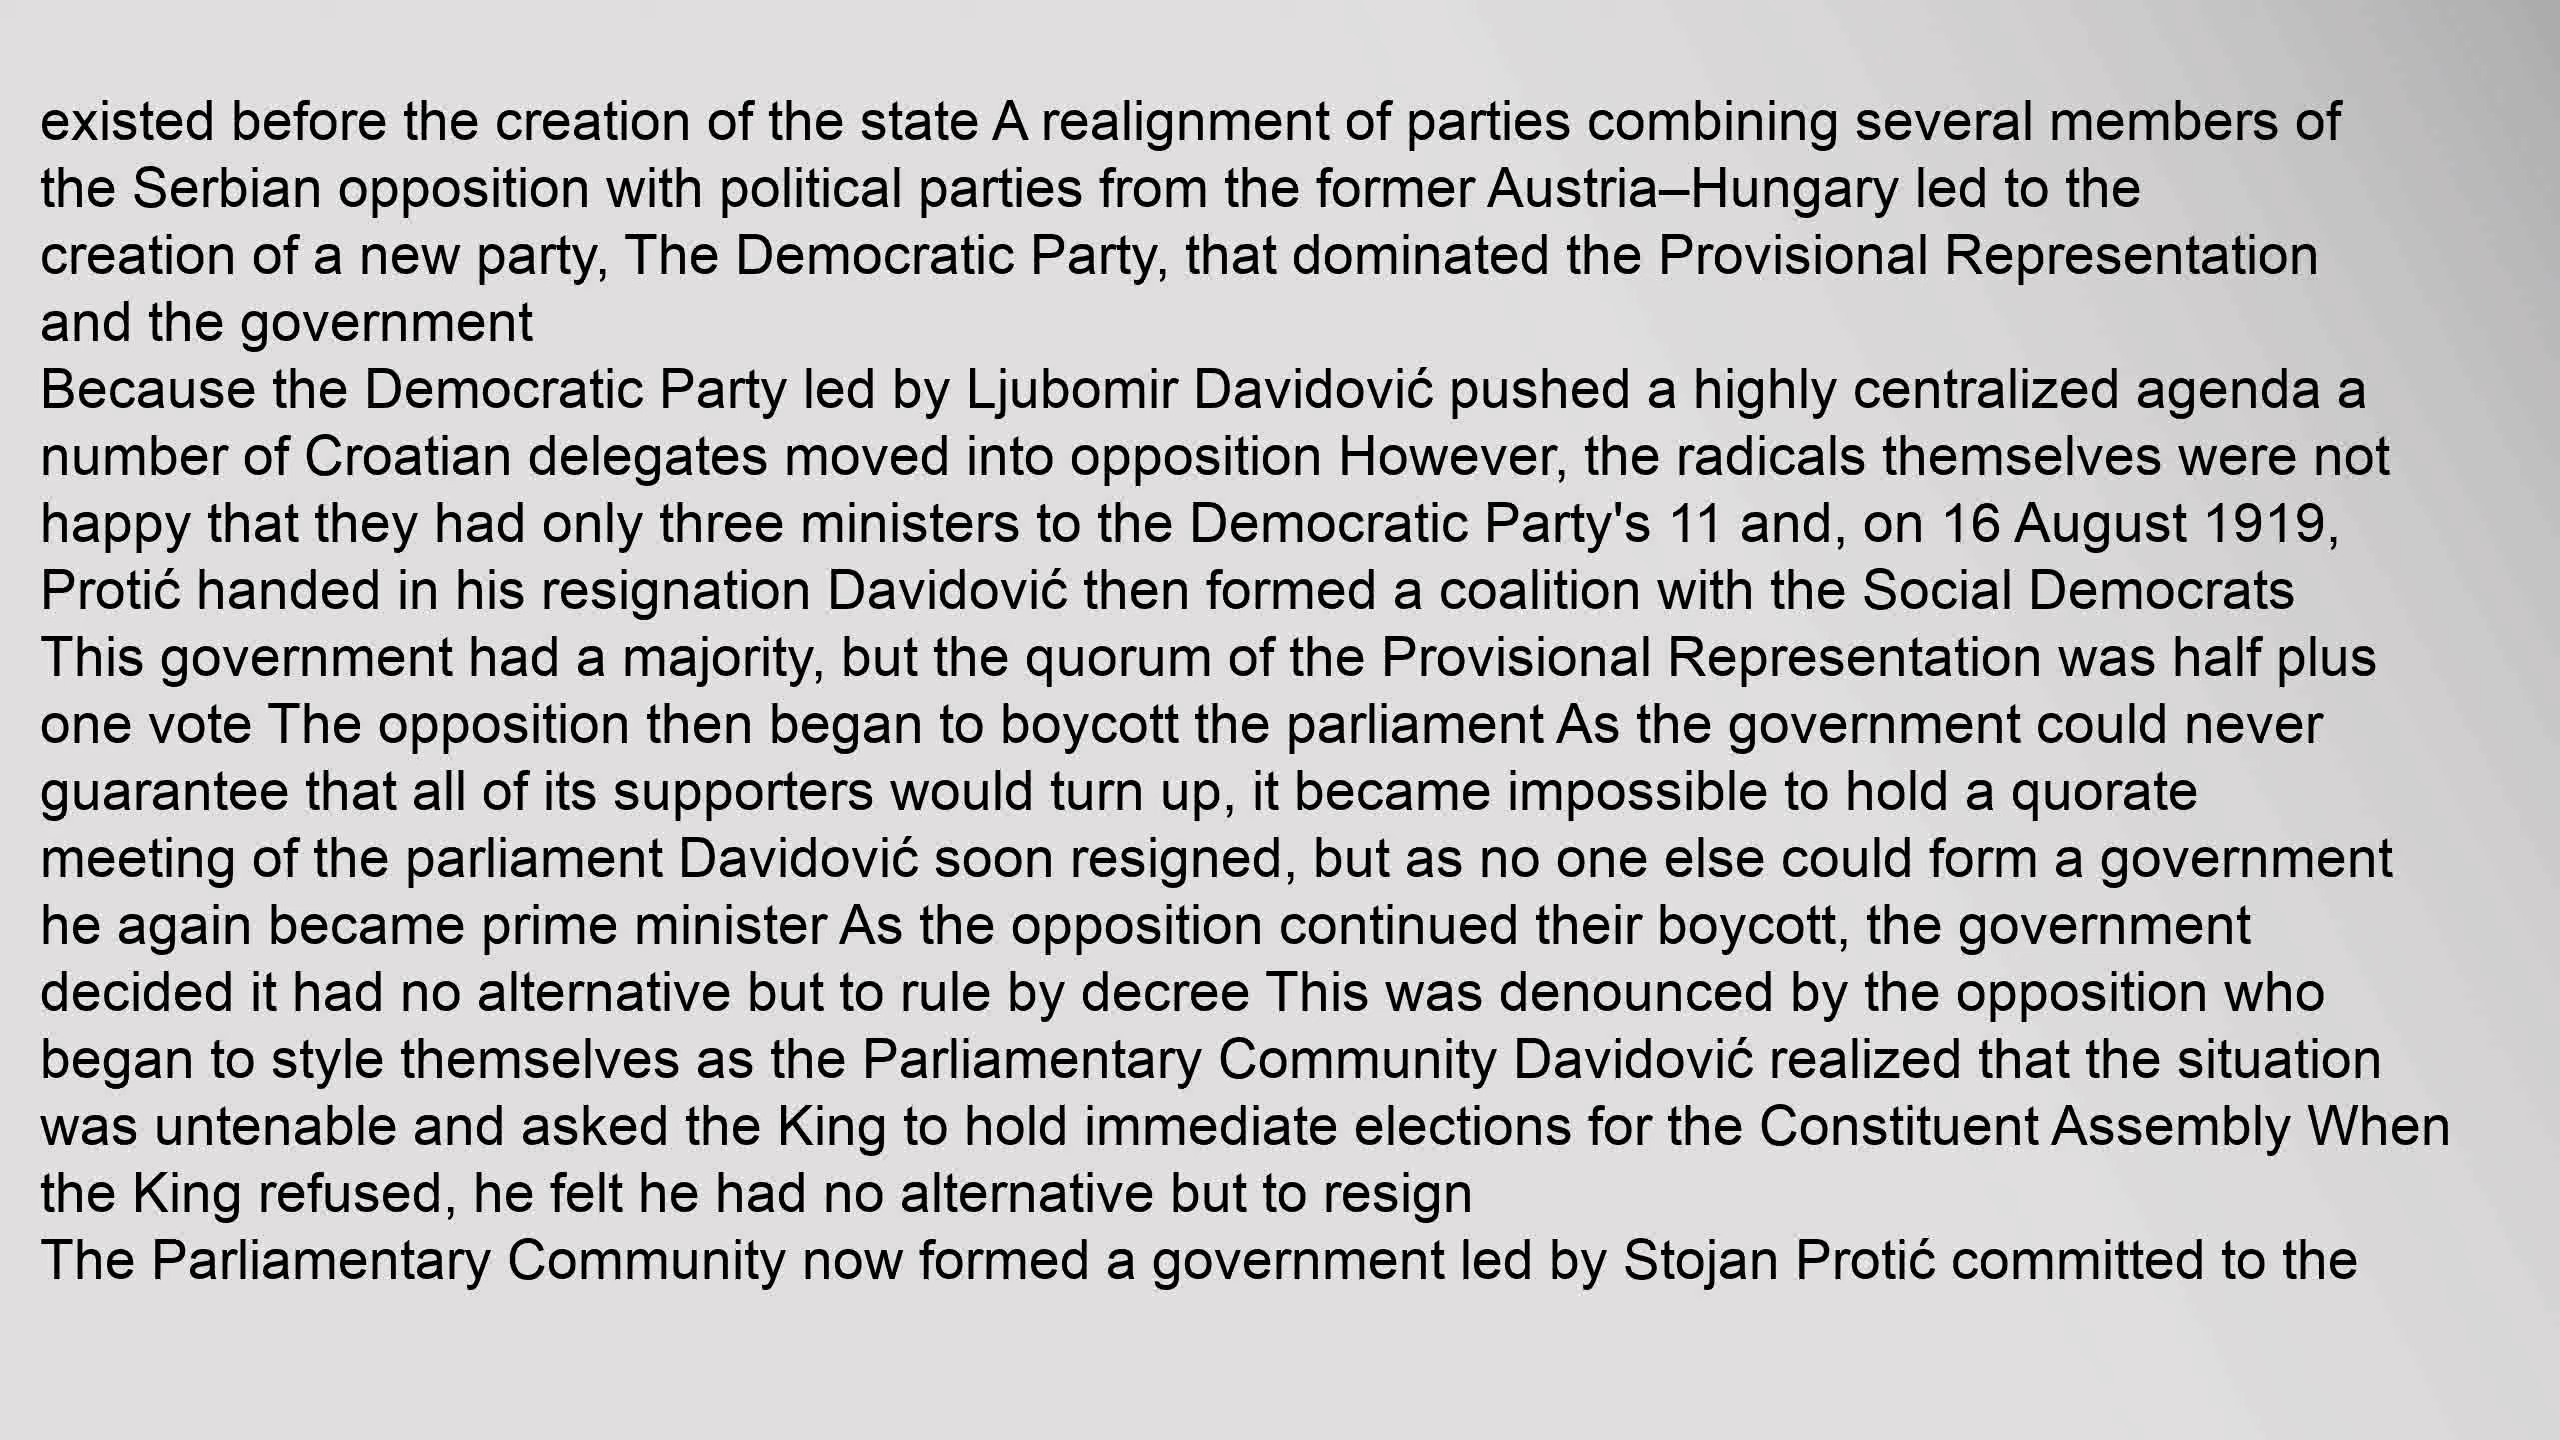 existed before the creation of the state A realignment of parties combining several members of
the Serbian opposition with political parties from the former Austria–Hungary led to the
creation of a new party, The Democratic Party, that dominated the Provisional Representation
and the government
Because the Democratic Party led by Ljubomir Davidović pushed a highly centralized agenda a
number of Croatian delegates moved into opposition However, the radicals themselves were not
happy that they had only three ministers to the Democratic Party's 11 and, on 16 August 1919,
Protić handed in his resignation Davidović then formed a coalition with the Social Democrats
This government had a majority, but the quorum of the Provisional Representation was half plus
one vote The opposition then began to boycott the parliament As the government could never
guarantee that all of its supporters would turn up, it became impossible to hold a quorate
meeting of the parliament Davidović soon resigned, but as no one else could form a government
he again became prime minister As the opposition continued their boycott, the government
decided it had no alternative but to rule by decree This was denounced by the opposition who
began to style themselves as the Parliamentary Community Davidović realized that the situation
was untenable and asked the King to hold immediate elections for the Constituent Assembly When
the King refused, he felt he had no alternative but to resign
The Parliamentary Community now formed a government led by Stojan Protić committed to the